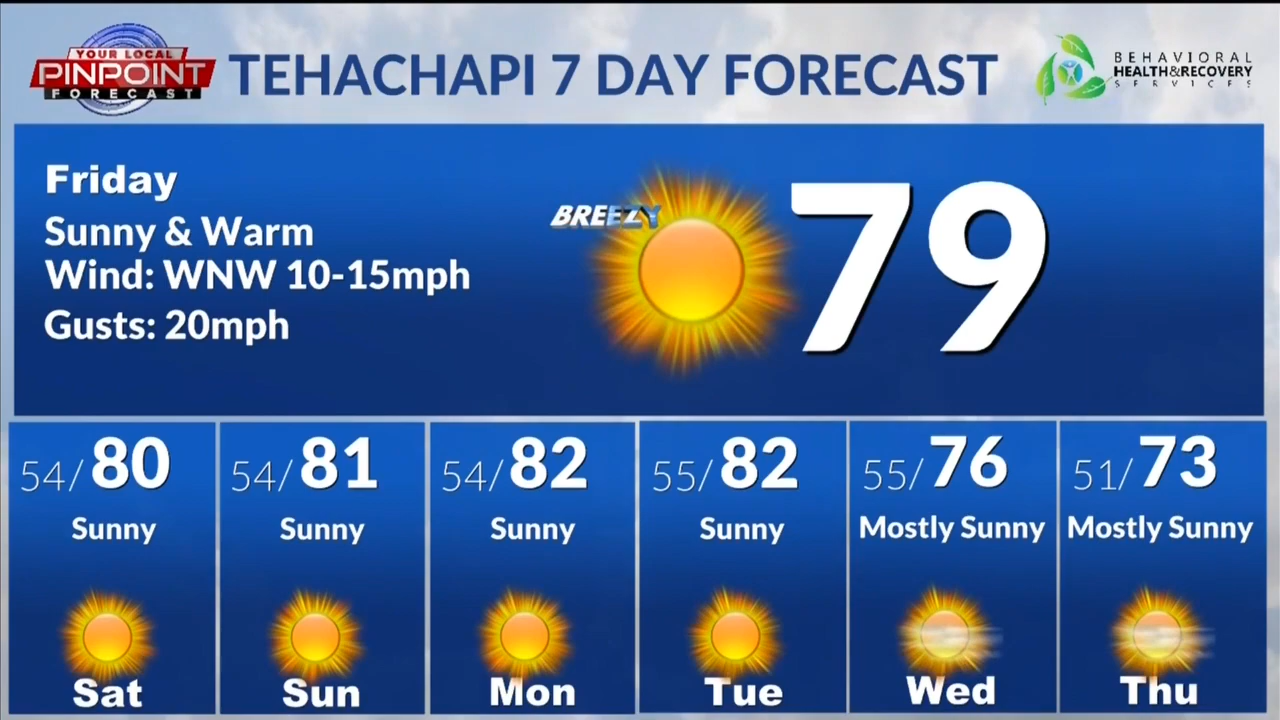 YOUR LOCAL
PINPOINT
FORECAST
TEHACHAPI 7 DAY FORECAST
BEHAVIORAL
HEALTH&RECOVERY
SERVICES
Friday
Sunny & Warm
Wind: WNW 10-15mph
Gusts: 20mph
BREEZY
79
54/80
Sunny
Sat
54/81
Sunny
Sun
54/82
Sunny
Mon
55/82
Sunny
Tue
55/76
Mostly Sunny
Wed
51/73
Mostly Sunny
Thu